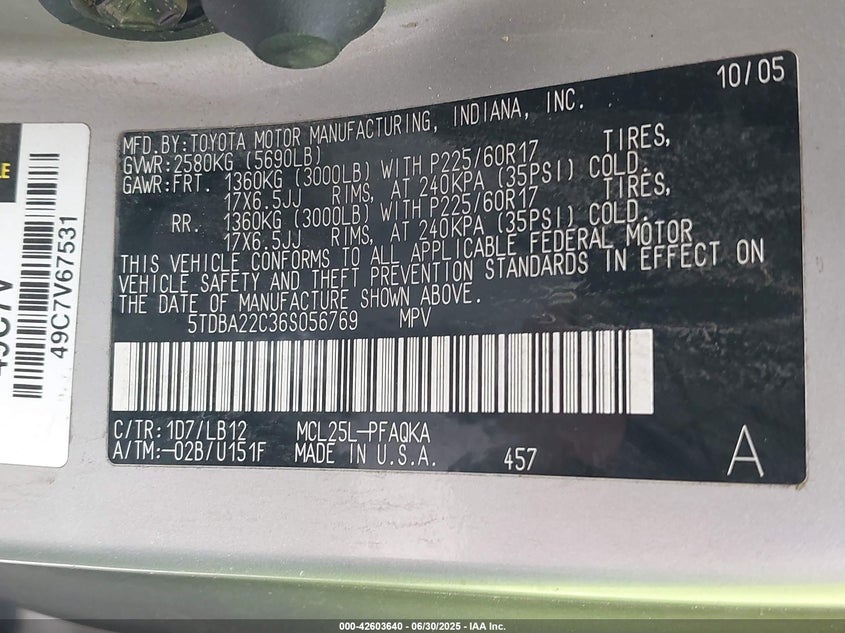 10/05
MFD.BY:TOYOTA MOTOR MANUFACTURING, INDIANA, INC.
GVWR:2580KG (5690LB)
GAWR:FRT. 1360KG (3000LB) WITH P225/60R17 TIRES,
17X6.5JJ RIMS, AT 240KPA (35PSI) COLD.
RR. 1360KG (3000LB) WITH P225/60R17 TIRES,
17X6.5JJ RIMS, AT 240KPA (35PSI) COLD.
THIS VEHICLE CONFORMS TO ALL APPLICABLE FEDERAL MOTOR
VEHICLE SAFETY AND THEFT PREVENTION STANDARDS IN EFFECT ON
THE DATE OF MANUFACTURE SHOWN ABOVE.
5TDBA22C36S056769 MPV
C/TR:1D7/LB12 MCL25L-PFAQKA
A/TM:-02B/U151F MADE IN U.S.A. 457 A
49C7V67531
000-42603640 - 06/30/2025 - IAA Inc.